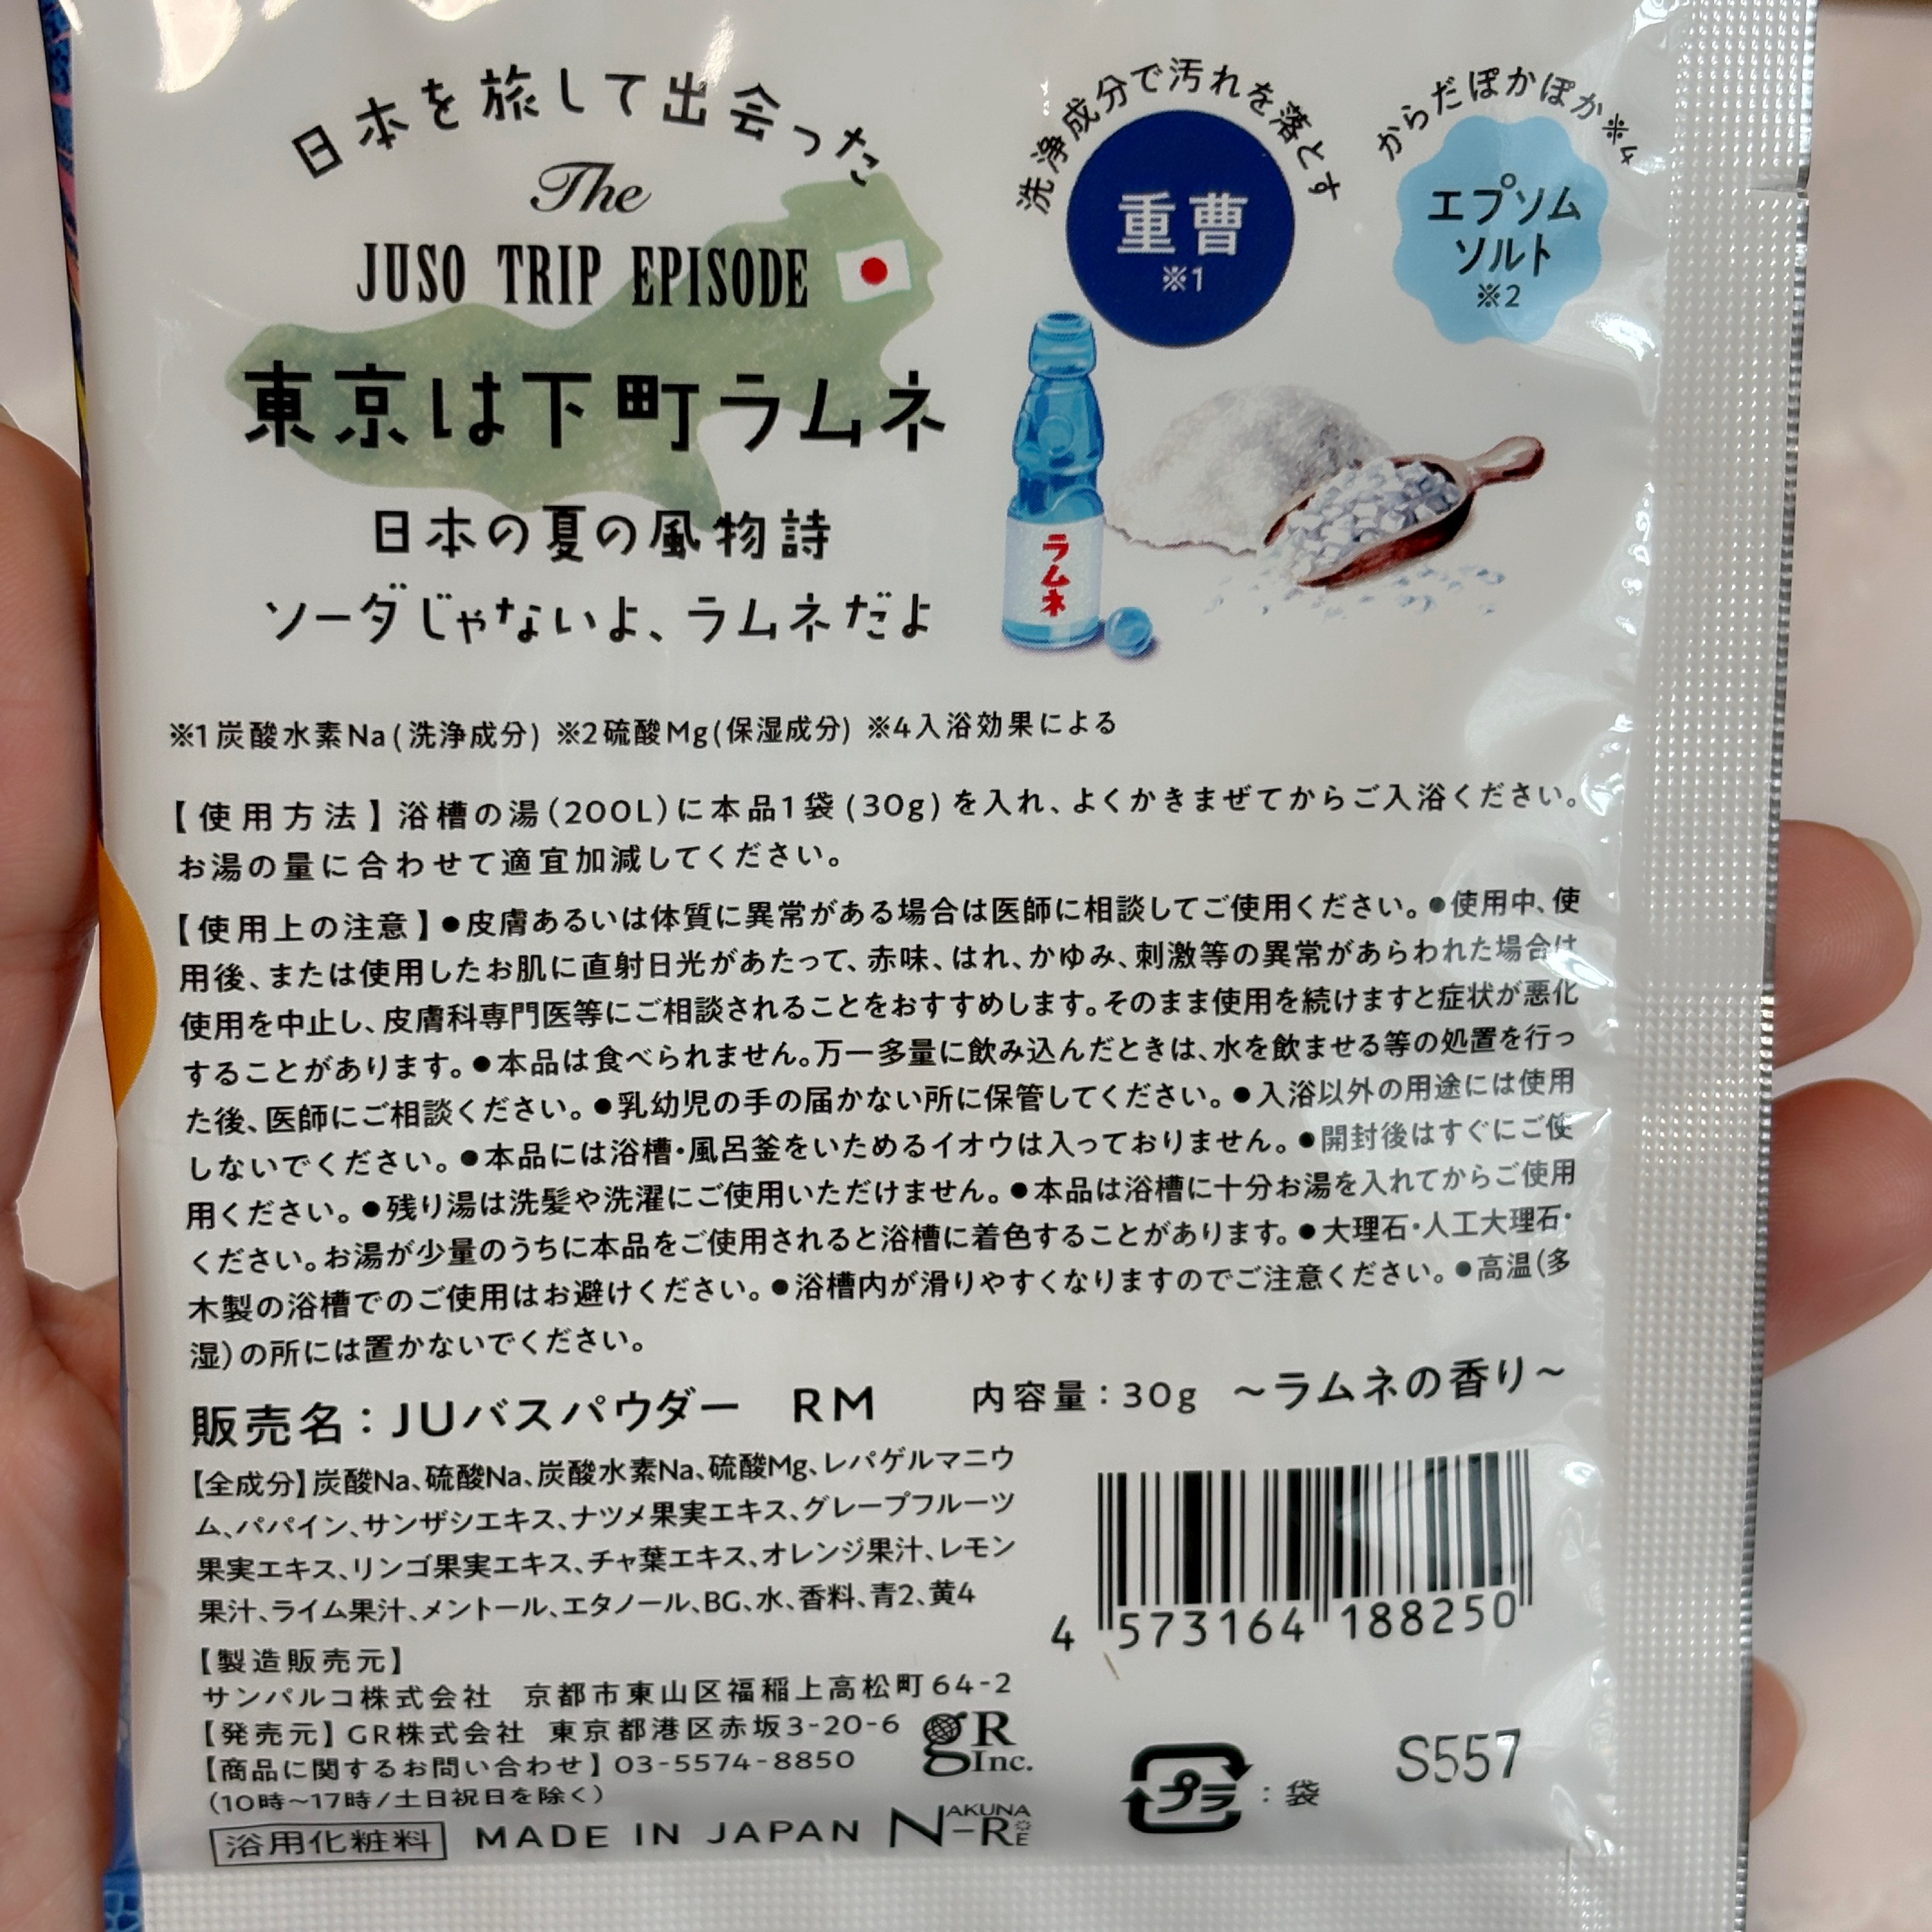 日本を旅して出会った
The
JUSO TRIP EPISODE
東京は下町ラムネ
日本の夏の風物詩
ソーダじゃないよ、ラムネだよ
洗浄成分で汚れを落とす
重曹
※1
からだぽかぽか※4
エプソム
ソルト
※2
ラムネ
※1炭酸水素Na(洗浄成分) ※2硫酸Mg(保湿成分) ※4入浴効果による
【使用方法】浴槽の湯(200L)に本品1袋(30g)を入れ、よくかきまぜてからご入浴ください。
お湯の量に合わせて適宜加減してください。
【使用上の注意】●皮膚あるいは体質に異常がある場合は医師に相談してご使用ください。●使用中、使
用後、または使用したお肌に直射日光があたって、赤味、はれ、かゆみ、刺激等の異常があらわれた場合は
使用を中止し、皮膚科専門医等にご相談されることをおすすめします。そのまま使用を続けますと症状が悪化
することがあります。●本品は食べられません。万一多量に飲み込んだときは、水を飲ませる等の処置を行っ
た後、医師にご相談ください。●乳幼児の手の届かない所に保管してください。●入浴以外の用途には使用
しないでください。●本品には浴槽・風呂釜をいためるイオウは入っておりません。●開封後はすぐにご使
用ください。●残り湯は洗髪や洗濯にご使用いただけません。●本品は浴槽に十分お湯を入れてからご使用
ください。お湯が少量のうちに本品をご使用されると浴槽に着色することがあります。●大理石・人工大理石・
木製の浴槽でのご使用はお避けください。●浴槽内が滑りやすくなりますのでご注意ください。●高温(多
湿)の所には置かないでください。
販売名：JUバスパウダー RM 内容量：30g ～ラムネの香り～
【全成分】炭酸Na、硫酸Na、炭酸水素Na、硫酸Mg、レパゲルマニウ
ム、パパイン、サンザシエキス、ナツメ果実エキス、グレープフルーツ
果実エキス、リンゴ果実エキス、チャ葉エキス、オレンジ果汁、レモン
果汁、ライム果汁、メントール、エタノール、BG、水、香料、青2、黄4
4 573164 188250
【製造販売元】
サンパルコ株式会社 京都市東山区福稲上高松町64-2
【発売元】GR株式会社 東京都港区赤坂3-20-6
【商品に関するお問い合わせ】03-5574-8850
(10時～17時/土日祝日を除く)
gR
Inc.
浴用化粧料 MADE IN JAPAN NAKUNA-RE
プラ：袋
S557